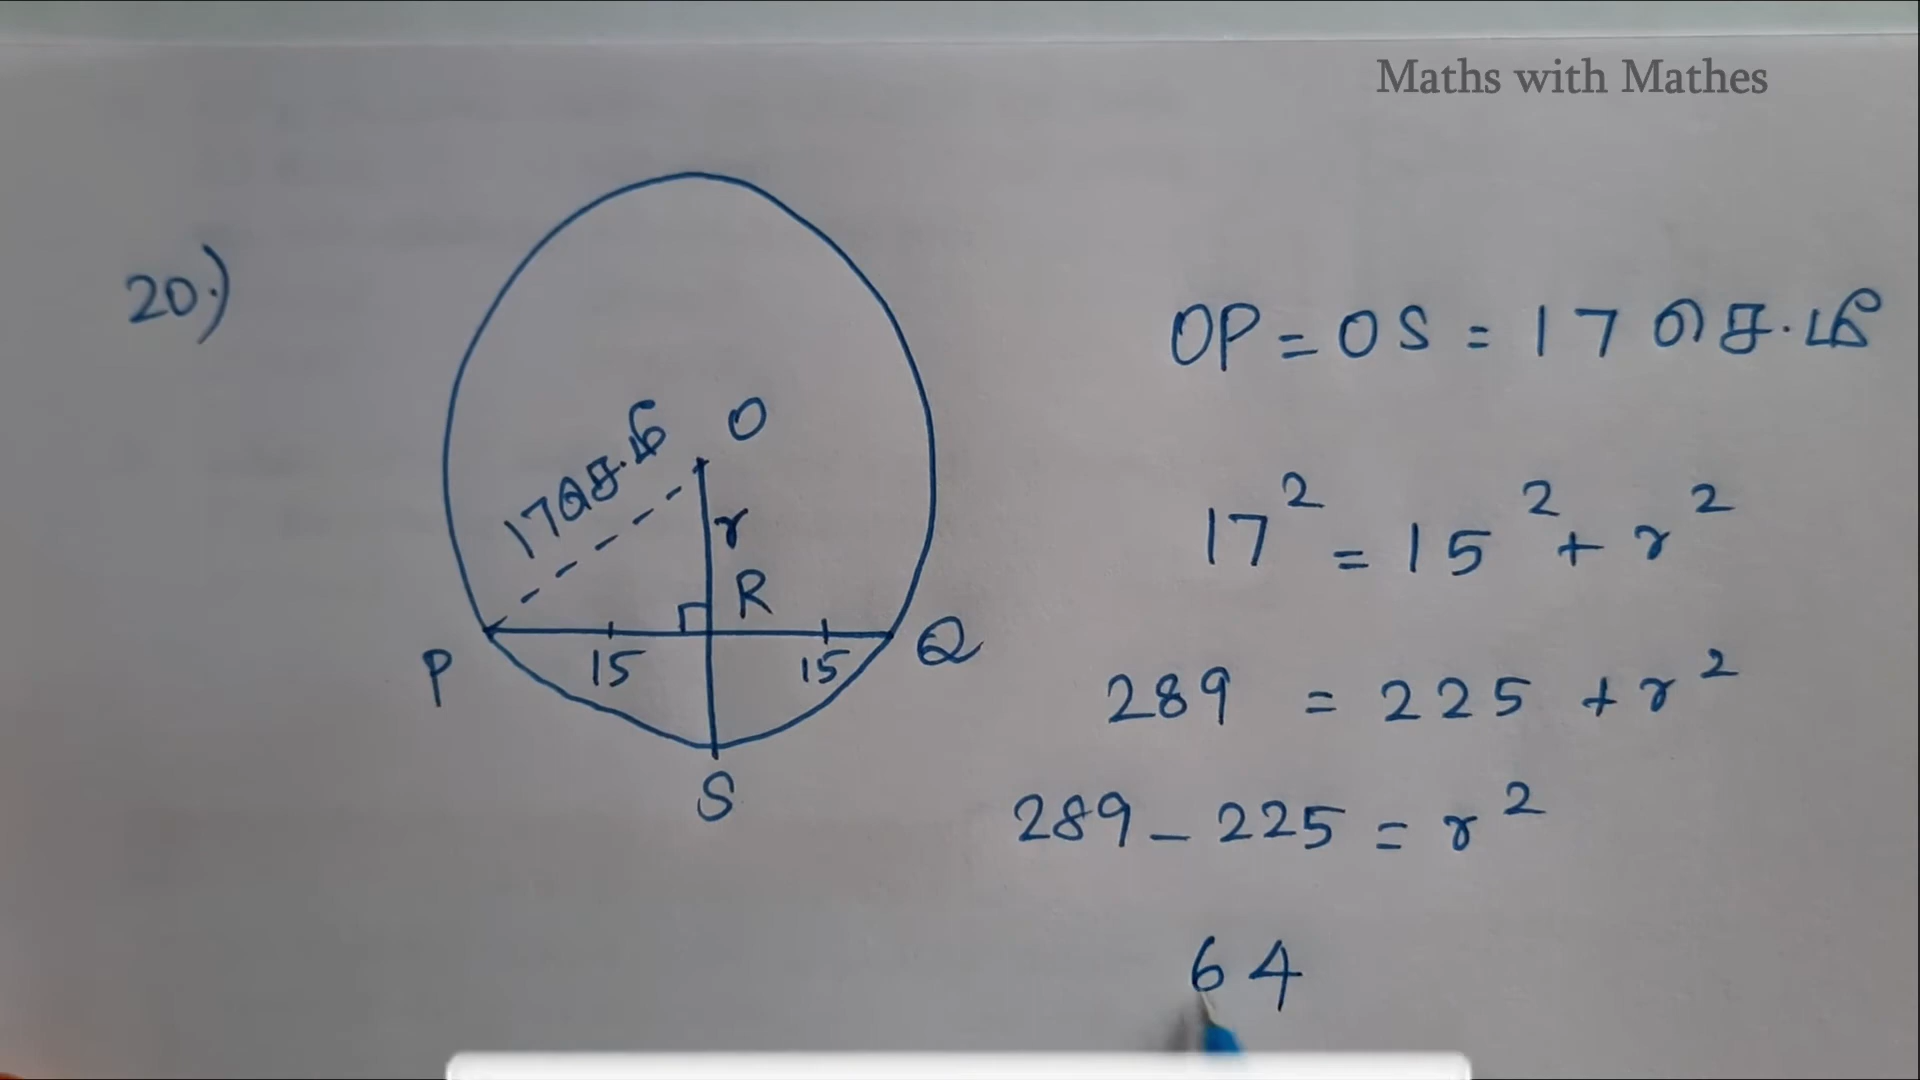 Maths with Mathes
20.)
OP = OS = 17 செ.மீ
17² = 15² + r²
289 = 225 + r²
289 - 225 = r²
64
17செ.மீ
O
r
R
P
15
15
Q
S